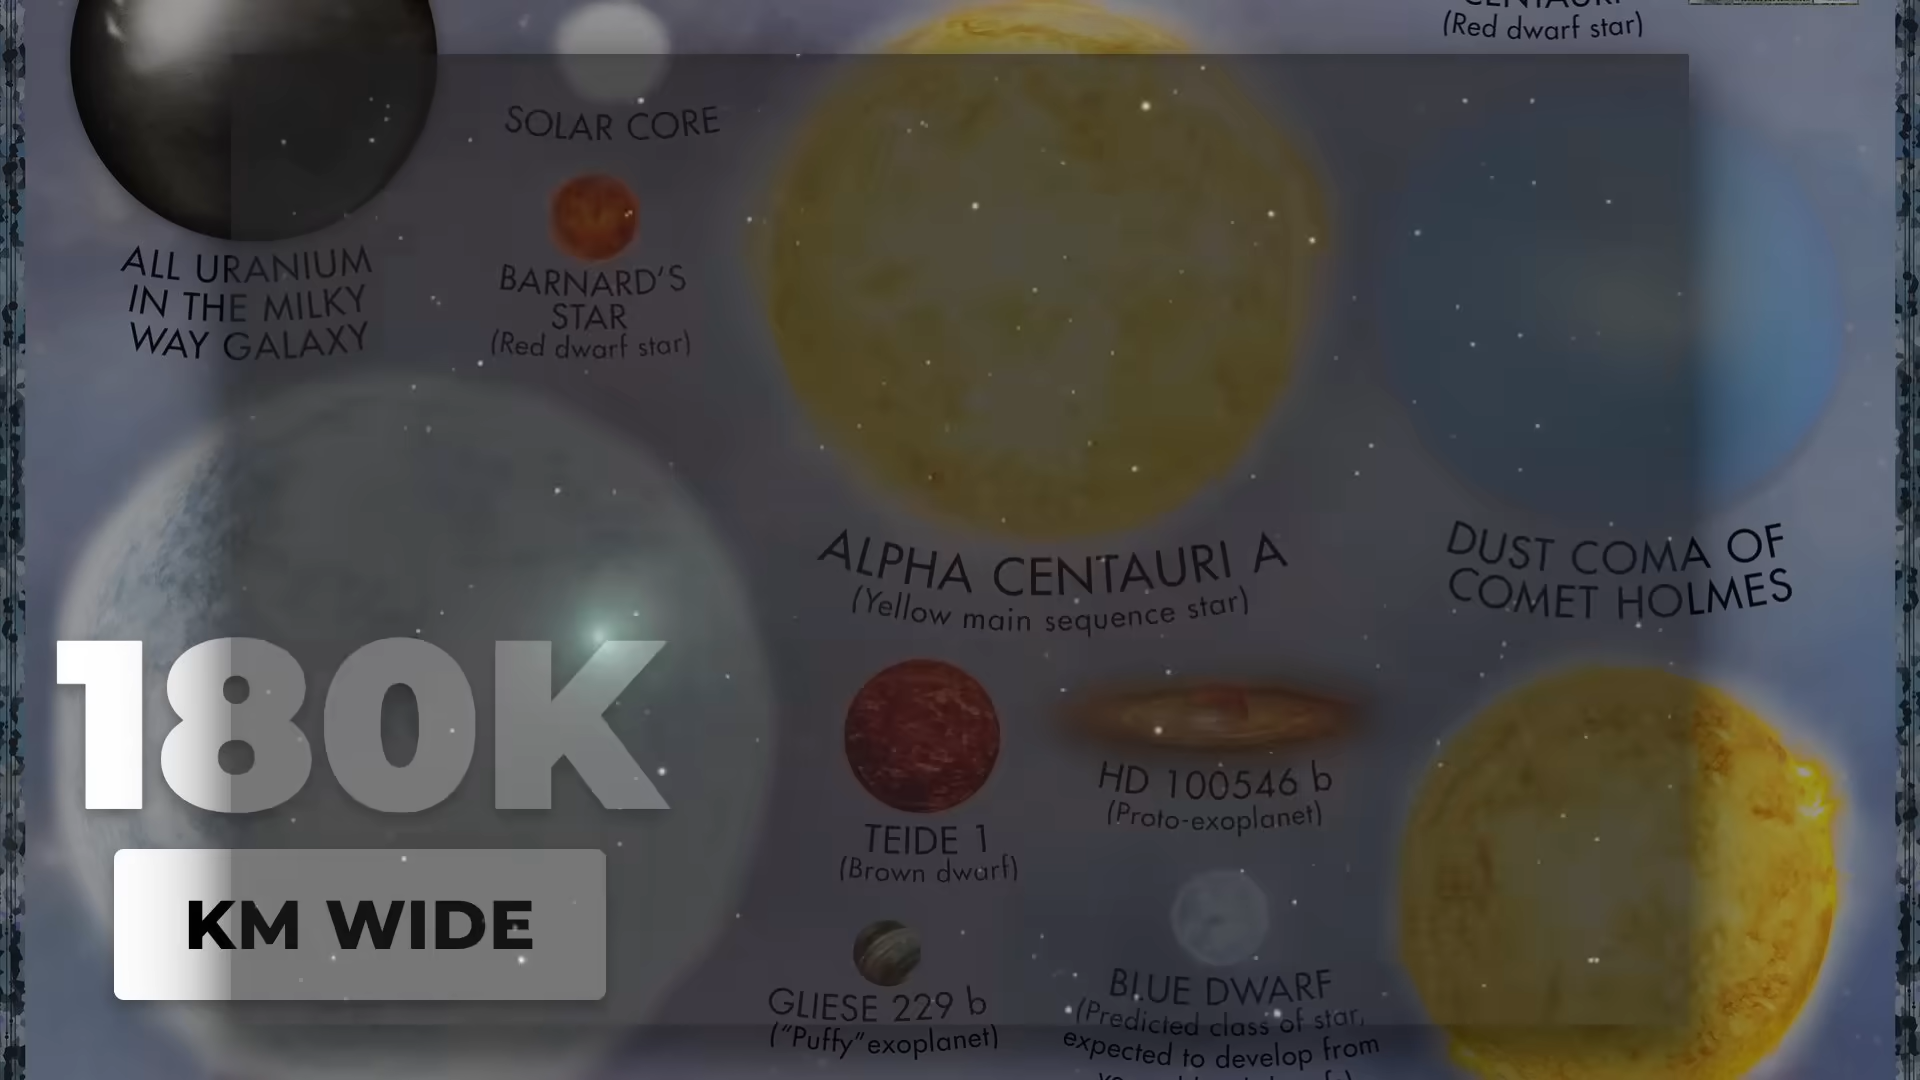 CENTAURI
(Red dwarf star)
SOLAR CORE
ALL URANIUM
IN THE MILKY
WAY GALAXY
BARNARD'S
STAR
(Red dwarf star)
ALPHA CENTAURI A
(Yellow main sequence star)
DUST COMA OF
COMET HOLMES
180K
KM WIDE
TEIDE 1
(Brown dwarf)
HD 100546 b
(Proto-exoplanet)
GLIESE 229 b
("Puffy" exoplanet)
BLUE DWARF
(Predicted class of star,
expected to develop from